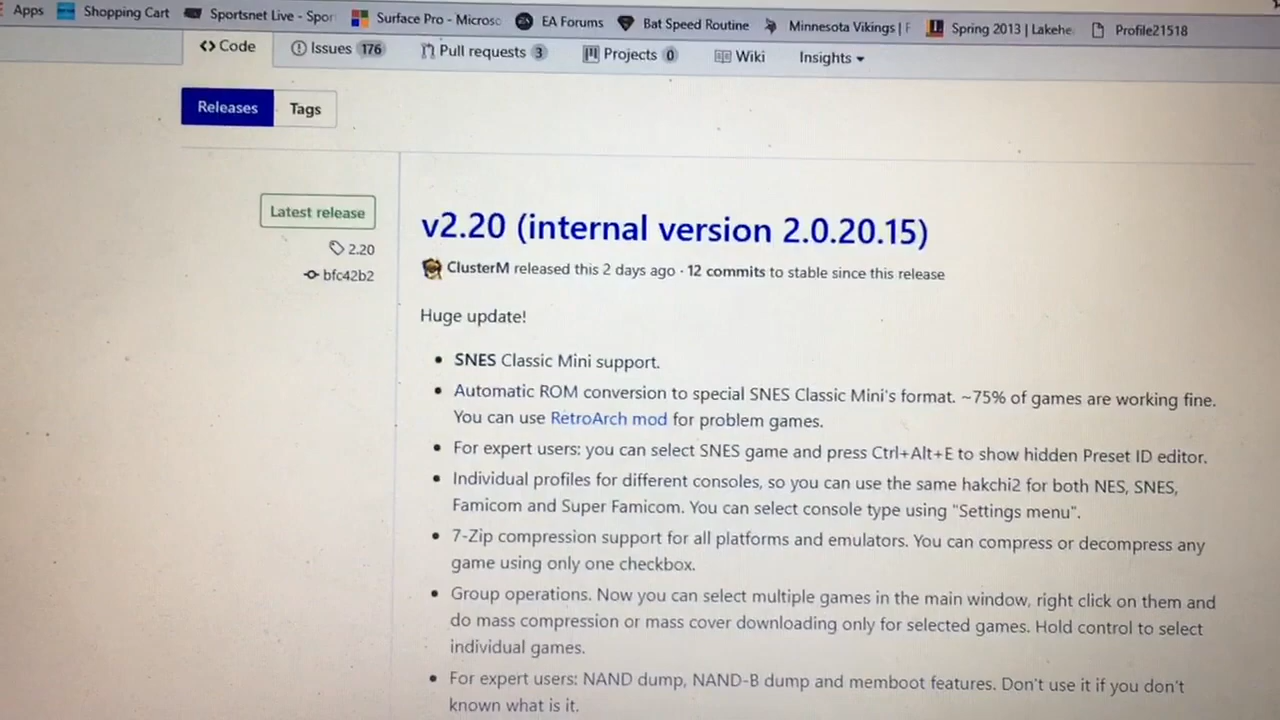 Apps Shopping Cart Sportsnet Live - Spor Surface Pro - Microso EA Forums Bat Speed Routine Minnesota Vikings | F Spring 2013 | Lakehe Profile21518
<> Code Issues 176 Pull requests 3 Projects 0 Wiki Insights
Releases Tags
Latest release
2.20
bfc42b2
v2.20 (internal version 2.0.20.15)
ClusterM released this 2 days ago · 12 commits to stable since this release
Huge update!
• SNES Classic Mini support.
• Automatic ROM conversion to special SNES Classic Mini's format. ~75% of games are working fine.
You can use RetroArch mod for problem games.
• For expert users: you can select SNES game and press Ctrl+Alt+E to show hidden Preset ID editor.
• Individual profiles for different consoles, so you can use the same hakchi2 for both NES, SNES,
Famicom and Super Famicom. You can select console type using "Settings menu".
• 7-Zip compression support for all platforms and emulators. You can compress or decompress any
game using only one checkbox.
• Group operations. Now you can select multiple games in the main window, right click on them and
do mass compression or mass cover downloading only for selected games. Hold control to select
individual games.
• For expert users: NAND dump, NAND-B dump and memboot features. Don't use it if you don't
known what is it.